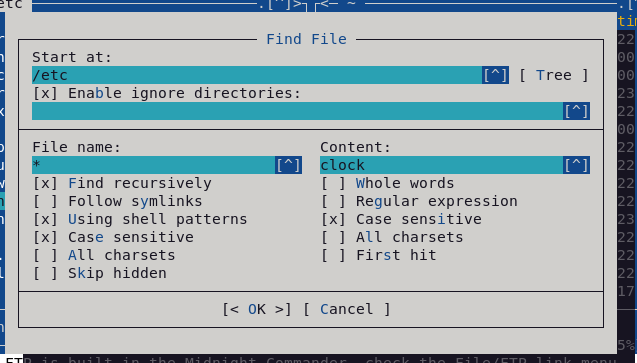 etc .[^]>┐┌<─ ~ .[
Find File
Start at:
/etc [^] [ Tree ]
[x] Enable ignore directories:
[^]
File name: Content:
* [^] clock [^]
[x] Find recursively [ ] Whole words
[ ] Follow symlinks [ ] Regular expression
[x] Using shell patterns [x] Case sensitive
[x] Case sensitive [ ] All charsets
[ ] All charsets [ ] First hit
[ ] Skip hidden
[< OK >] [ Cancel ]
5%
is built in the Midnight Commander, check the File/FTP link menu